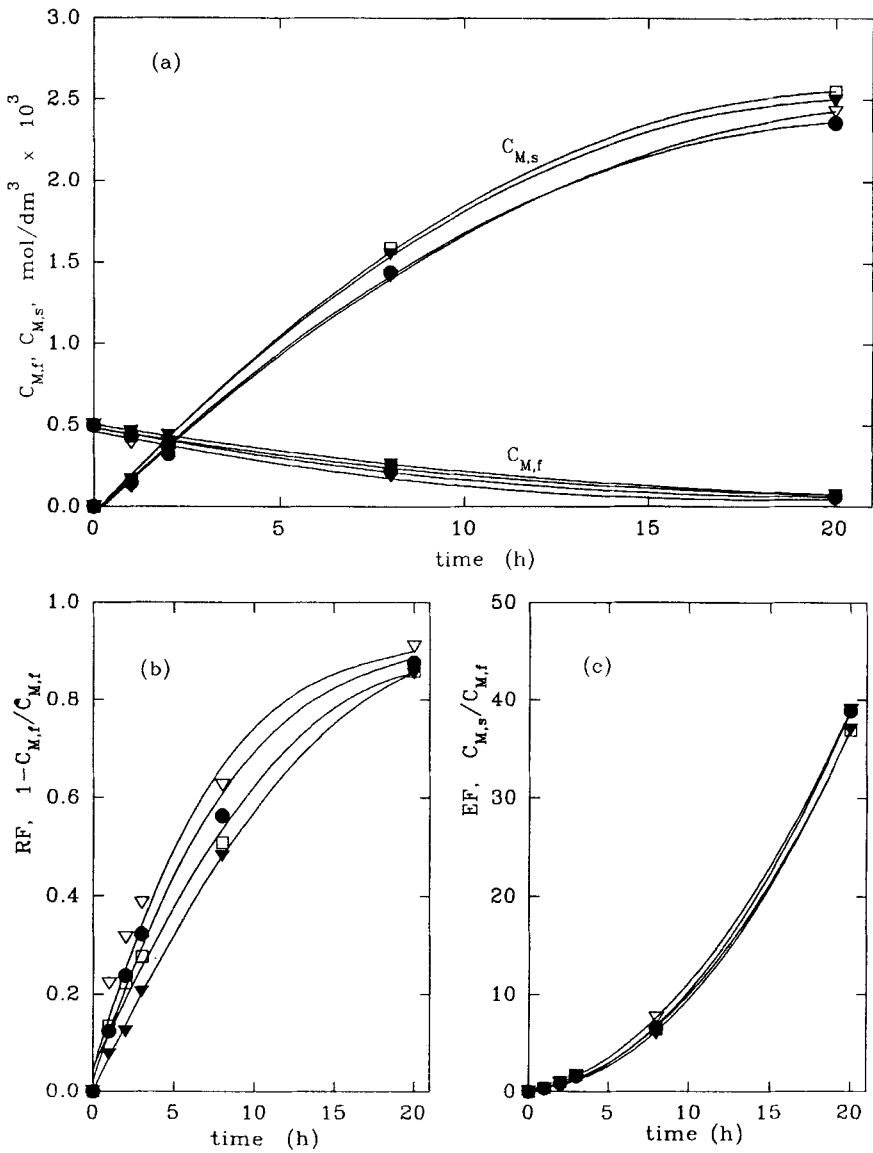 (a)
3.0
2.5
2.0
1.5
1.0
0.5
0.0
C_M,f, C_M,s, mol/dm^3 × 10^3
C_M,s
C_M,f
0 5 10 15 20
time (h)
(b)
1.0
0.8
0.6
0.4
0.2
0.0
RF, 1-C_M,f/C_M,f
0 5 10 15 20
time (h)
(c)
50
40
30
20
10
0
EF, C_M,s/C_M,f
0 5 10 15 20
time (h)